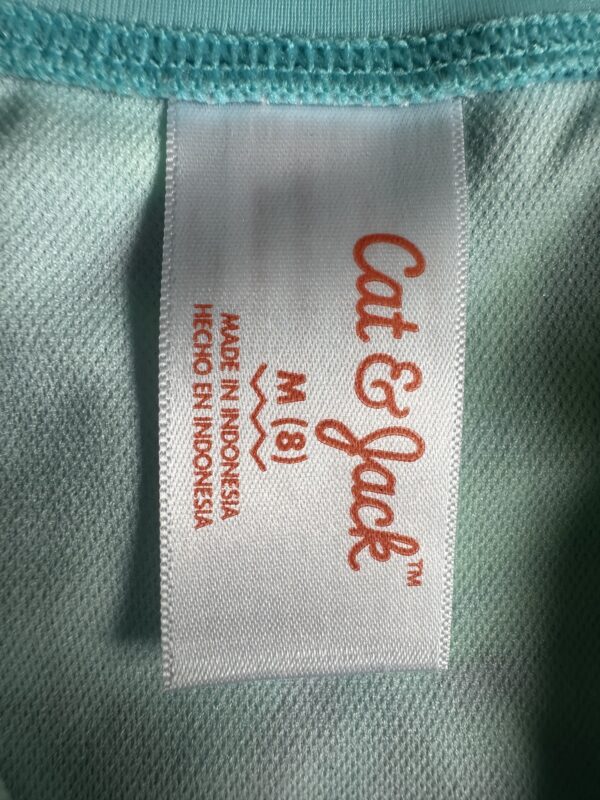 Cat & Jack™
M (8)
MADE IN INDONESIA
HECHO EN INDONESIA